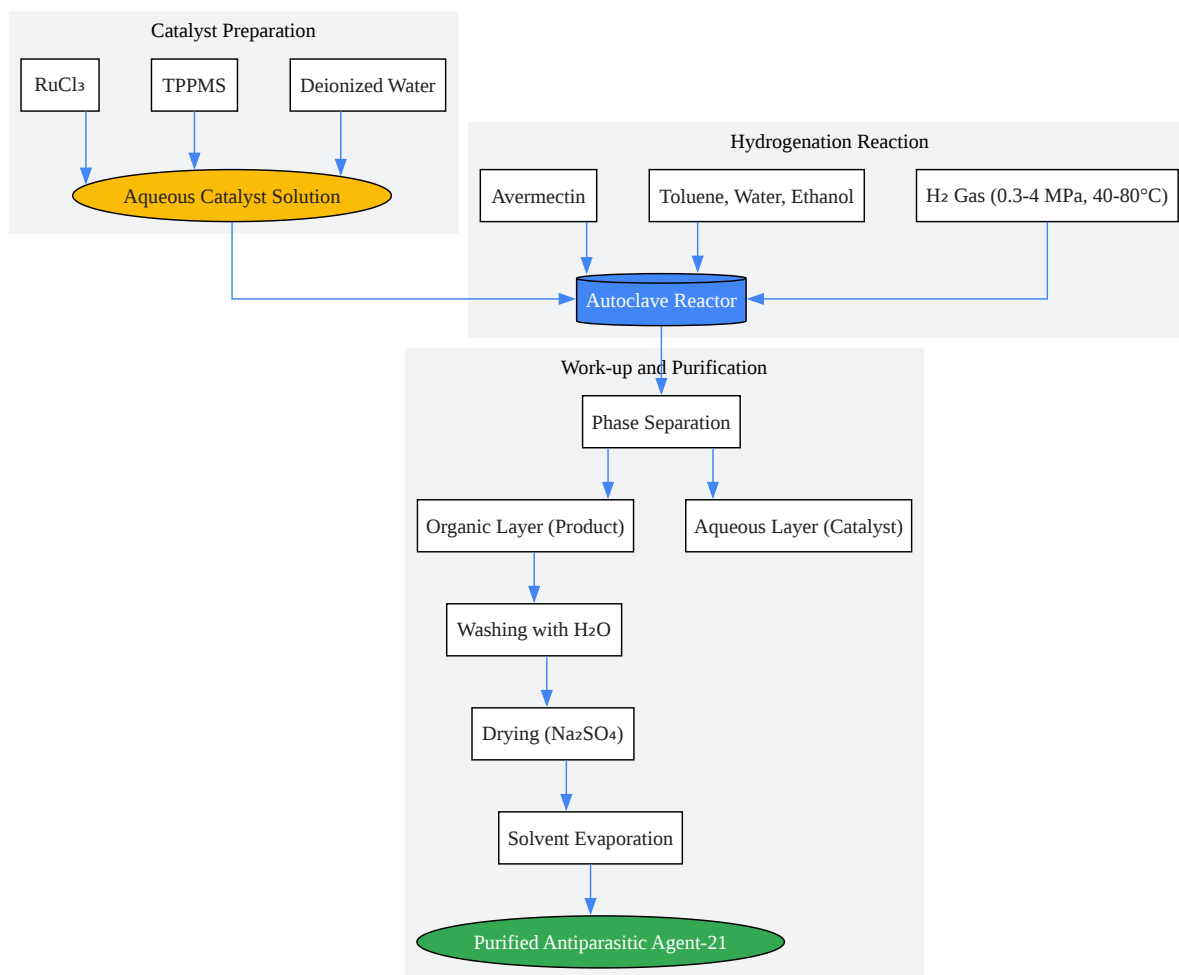 Catalyst Preparation
RuCl₃
TPPMS
Deionized Water
Aqueous Catalyst Solution
Hydrogenation Reaction
Avermectin
Toluene, Water, Ethanol
H₂ Gas (0.3-4 MPa, 40-80°C)
Autoclave Reactor
Work-up and Purification
Phase Separation
Organic Layer (Product)
Aqueous Layer (Catalyst)
Washing with H₂O
Drying (Na₂SO₄)
Solvent Evaporation
Purified Antiparasitic Agent-21